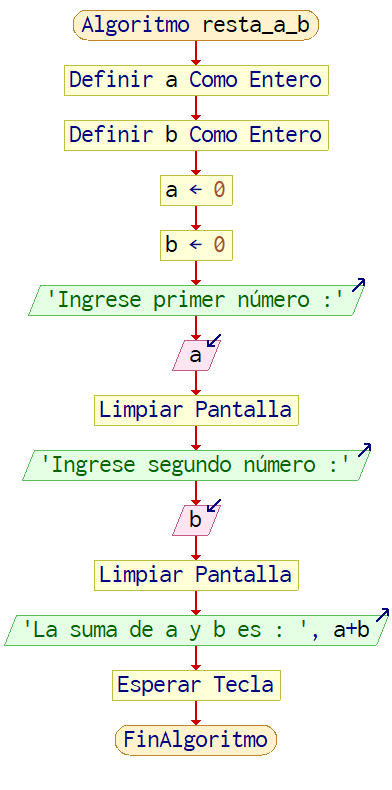 Algoritmo resta_a_b
Definir a Como Entero
Definir b Como Entero
a ← 0
b ← 0
'Ingrese primer número :'
a
Limpiar Pantalla
'Ingrese segundo número :'
b
Limpiar Pantalla
'La suma de a y b es : ', a+b
Esperar Tecla
FinAlgoritmo